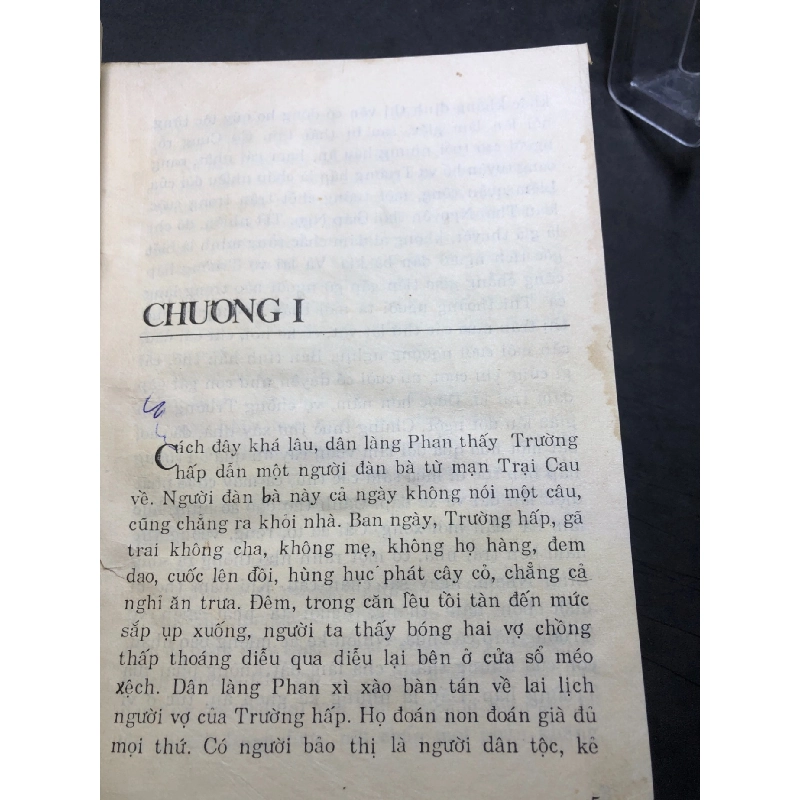 CHƯƠNG I
Cách đây khá lâu, dân làng Phan thấy Trường
hấp dẫn một người đàn bà từ mạn Trại Cau
về. Người đàn bà này cả ngày không nói một câu,
cũng chẳng ra khỏi nhà. Ban ngày, Trường hấp, gã
trai không cha, không mẹ, không họ hàng, đem
dao, cuốc lên đồi, hùng hục phát cây cỏ, chẳng cả
nghỉ ăn trưa. Đêm, trong căn lều tồi tàn đến mức
sắp ụp xuống, người ta thấy bóng hai vợ chồng
thấp thoáng diễu qua diễu lại bên ở cửa sổ méo
xệch. Dân làng Phan xì xào bàn tán về lai lịch
người vợ của Trường hấp. Họ đoán non đoán già đủ
mọi thứ. Có người bảo thị là người dân tộc, kẻ